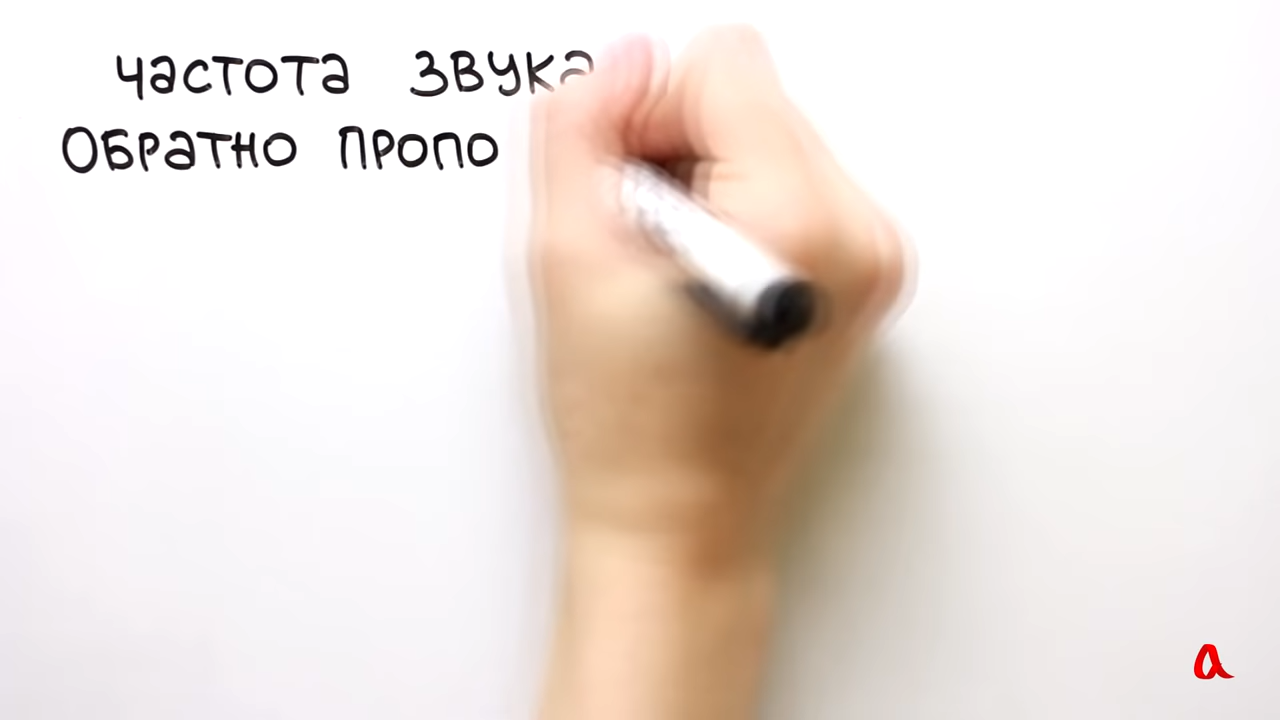 частота звука
Обратно пропо
a